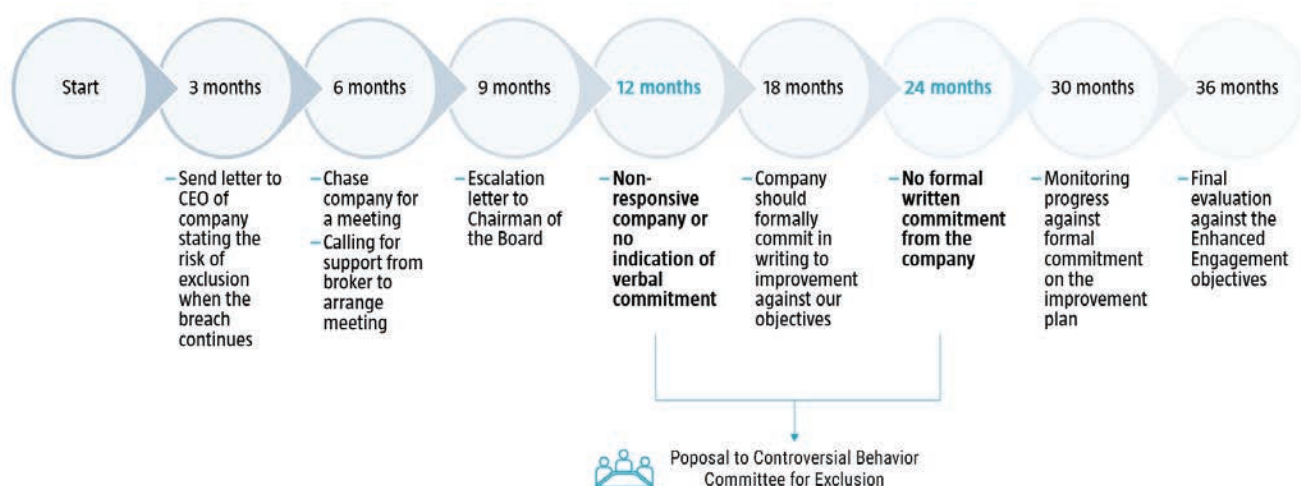 Start
3 months
6 months
9 months
12 months
18 months
24 months
30 months
36 months
– Send letter to
CEO of
company
stating the
risk of
exclusion
when the
breach
continues
– Chase
company for
a meeting
– Calling for
support from
broker to
arrange
meeting
– Escalation
letter to
Chairman of
the Board
– Non-
responsive
company or
no
indication of
verbal
commitment
– Company
should
formally
commit in
writing to
improvement
against our
objectives
– No formal
written
commitment
from the
company
– Monitoring
progress
against
formal
commitment
on the
improvement
plan
– Final
evaluation
against the
Enhanced
Engagement
objectives
Poposal to Controversial Behavior
Committee for Exclusion